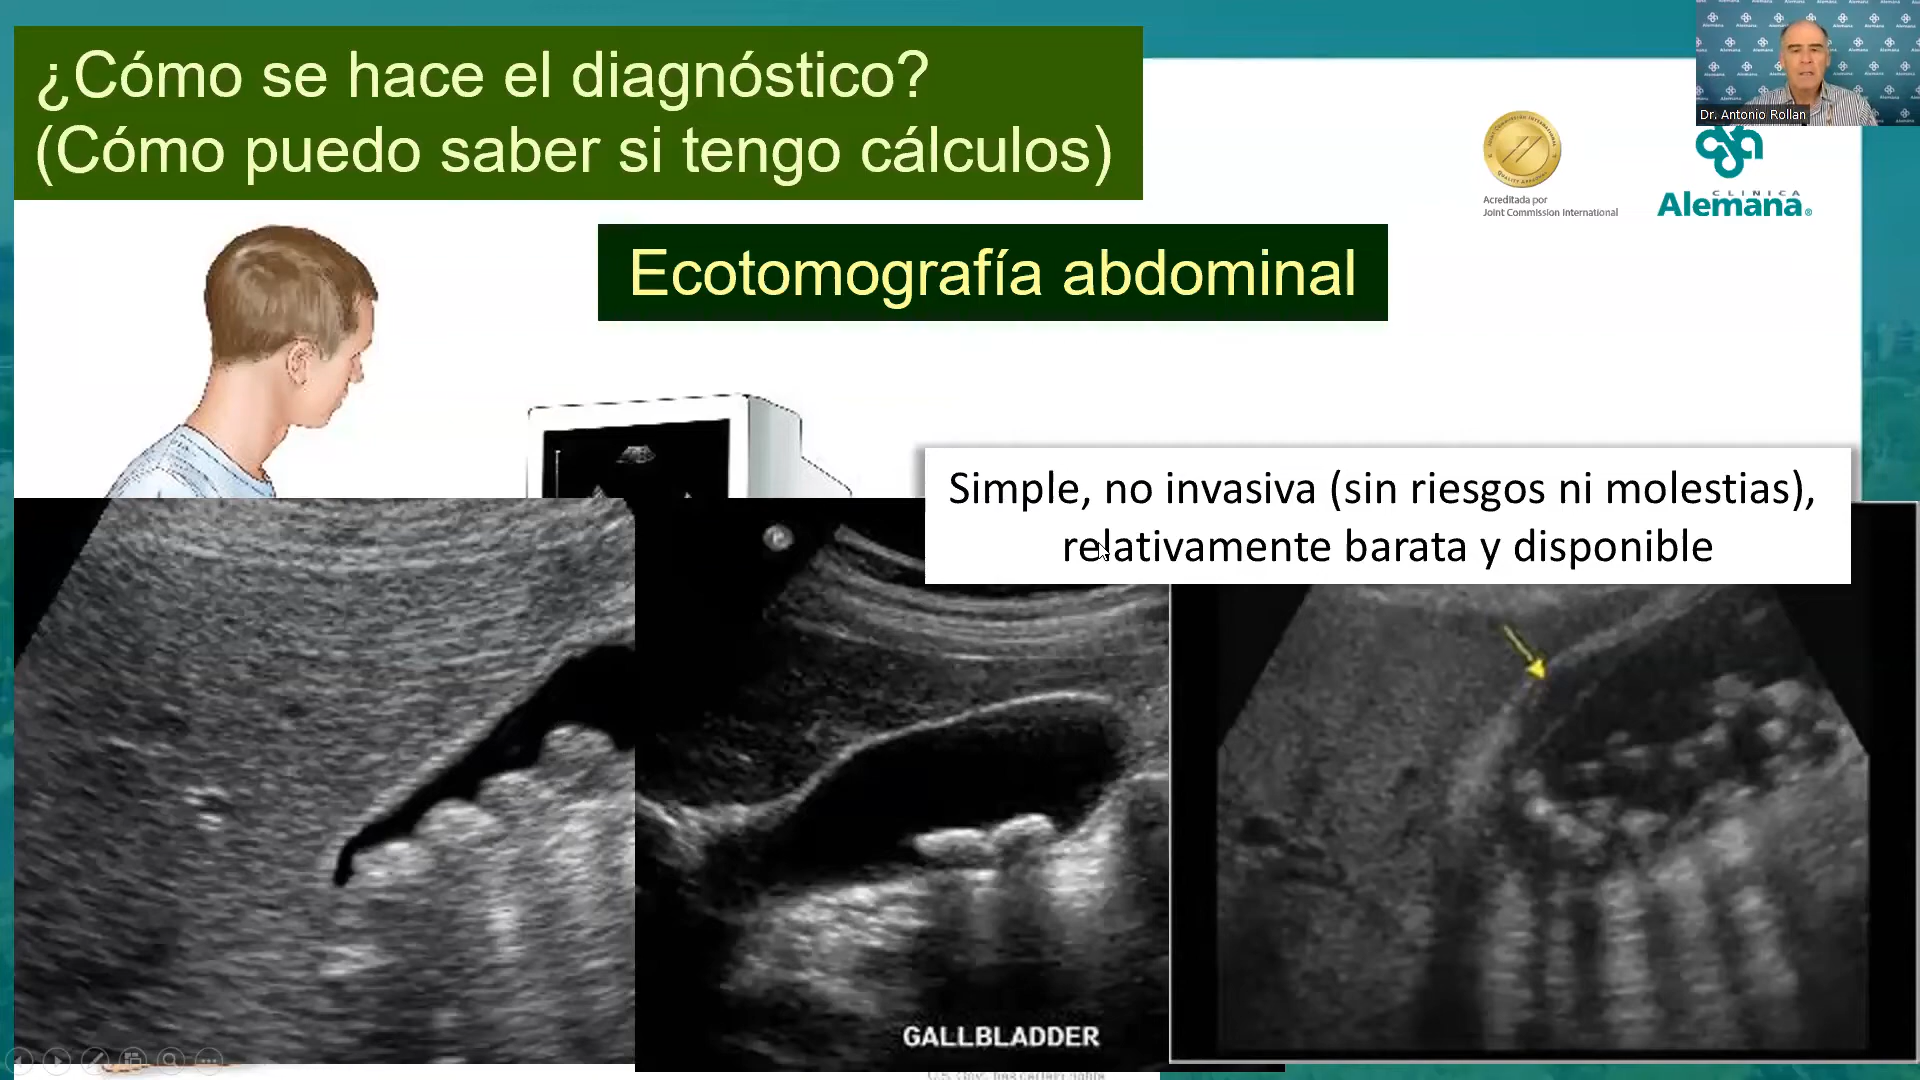 ¿Cómo se hace el diagnóstico?
(Cómo puedo saber si tengo cálculos)
Dr. Antonio Rollan
Acreditada por
Joint Commission International
CLINICA
Alemana®
Ecotomografía abdominal
Simple, no invasiva (sin riesgos ni molestias),
relativamente barata y disponible
GALLBLADDER